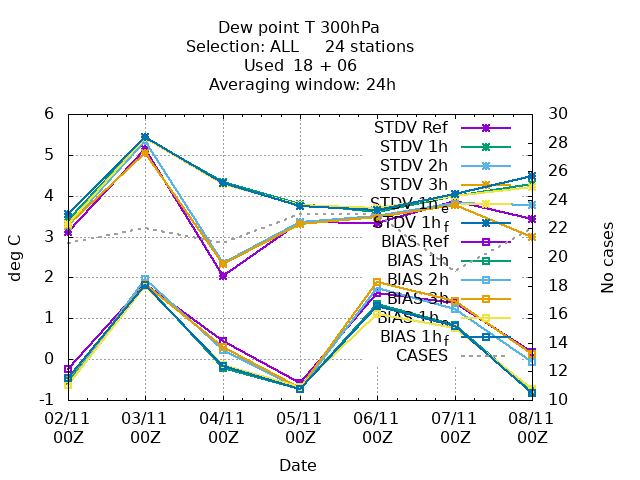 Dew point T 300hPa
Selection: ALL 24 stations
Used 18 + 06
Averaging window: 24h
deg C
No cases
6
5
4
3
2
1
0
-1
30
28
26
24
22
20
18
16
14
12
10
STDV Ref
STDV 1h
STDV 2h
STDV 3h
STDV 1h e
STDV 1h f
BIAS Ref
BIAS 1h
BIAS 2h
BIAS 3h
BIAS 1h e
BIAS 1h f
CASES
02/11 03/11 04/11 05/11 06/11 07/11 08/11
00Z 00Z 00Z 00Z 00Z 00Z 00Z
Date